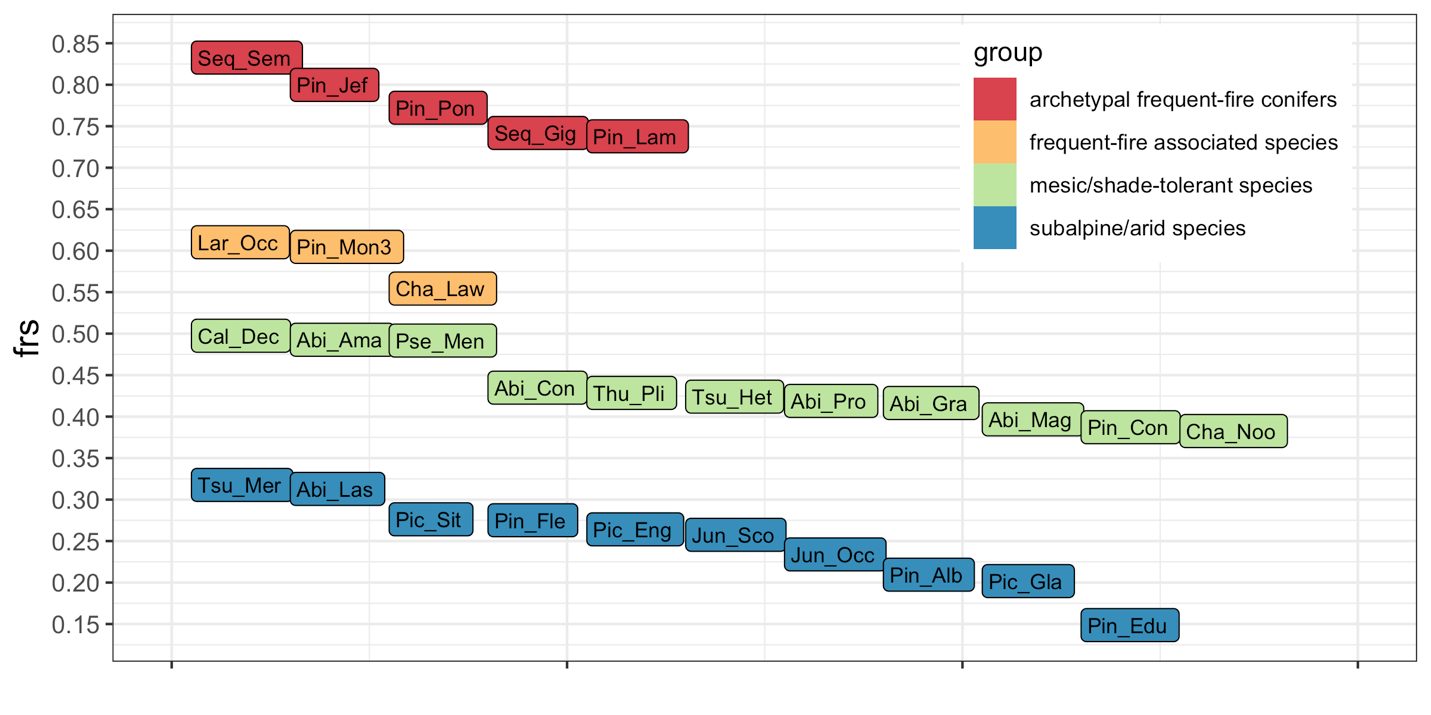 group
archetypal frequent-fire conifers
frequent-fire associated species
mesic/shade-tolerant species
subalpine/arid species
frs
0.85
0.80
0.75
0.70
0.65
0.60
0.55
0.50
0.45
0.40
0.35
0.30
0.25
0.20
0.15
Seq_Sem
Pin_Jef
Pin_Pon
Seq_Gig
Pin_Lam
Lar_Occ
Pin_Mon3
Cha_Law
Cal_Dec
Abi_Ama
Pse_Men
Abi_Con
Thu_Pli
Tsu_Het
Abi_Pro
Abi_Gra
Abi_Mag
Pin_Con
Cha_Noo
Tsu_Mer
Abi_Las
Pic_Sit
Pin_Fle
Pic_Eng
Jun_Sco
Jun_Occ
Pin_Alb
Pic_Gla
Pin_Edu